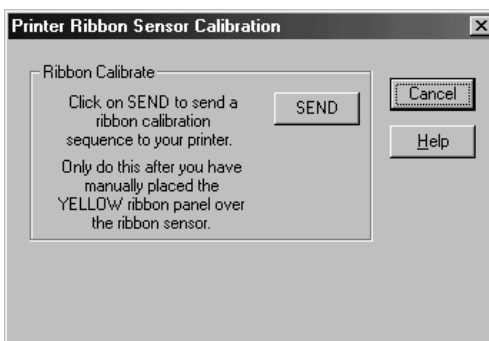 Printer Ribbon Sensor Calibration
Ribbon Calibrate
Click on SEND to send a
ribbon calibration
sequence to your printer.
SEND
Only do this after you have
manually placed the
YELLOW ribbon panel over
the ribbon sensor.
Cancel
Help